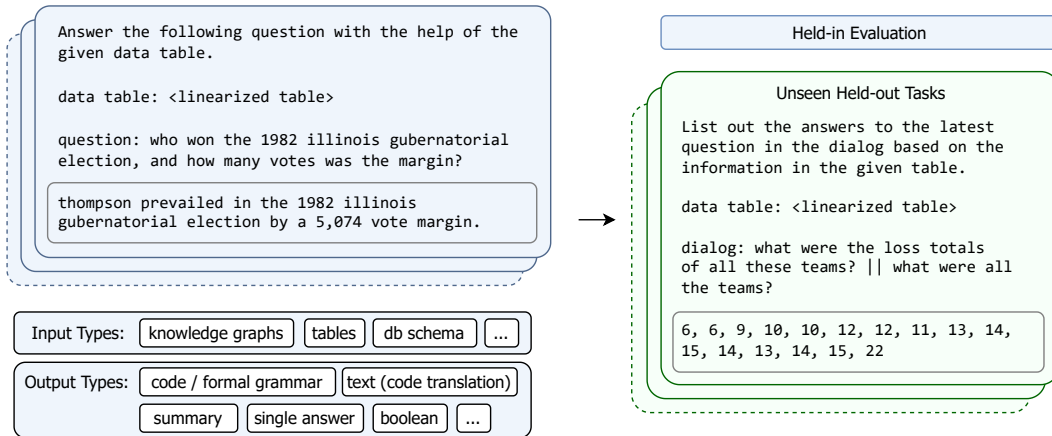 Answer the following question with the help of the
given data table.
data table: <linearized table>
question: who won the 1982 illinois gubernatorial
election, and how many votes was the margin?
thompson prevailed in the 1982 illinois
gubernatorial election by a 5,074 vote margin.
Input Types: knowledge graphs tables db schema ...
Output Types: code / formal grammar text (code translation)
summary single answer boolean ...
Held-in Evaluation
Unseen Held-out Tasks
List out the answers to the latest
question in the dialog based on the
information in the given table.
data table: <linearized table>
dialog: what were the loss totals
of all these teams? || what were all
the teams?
6, 6, 9, 10, 10, 12, 12, 11, 13, 14,
15, 14, 13, 14, 15, 22